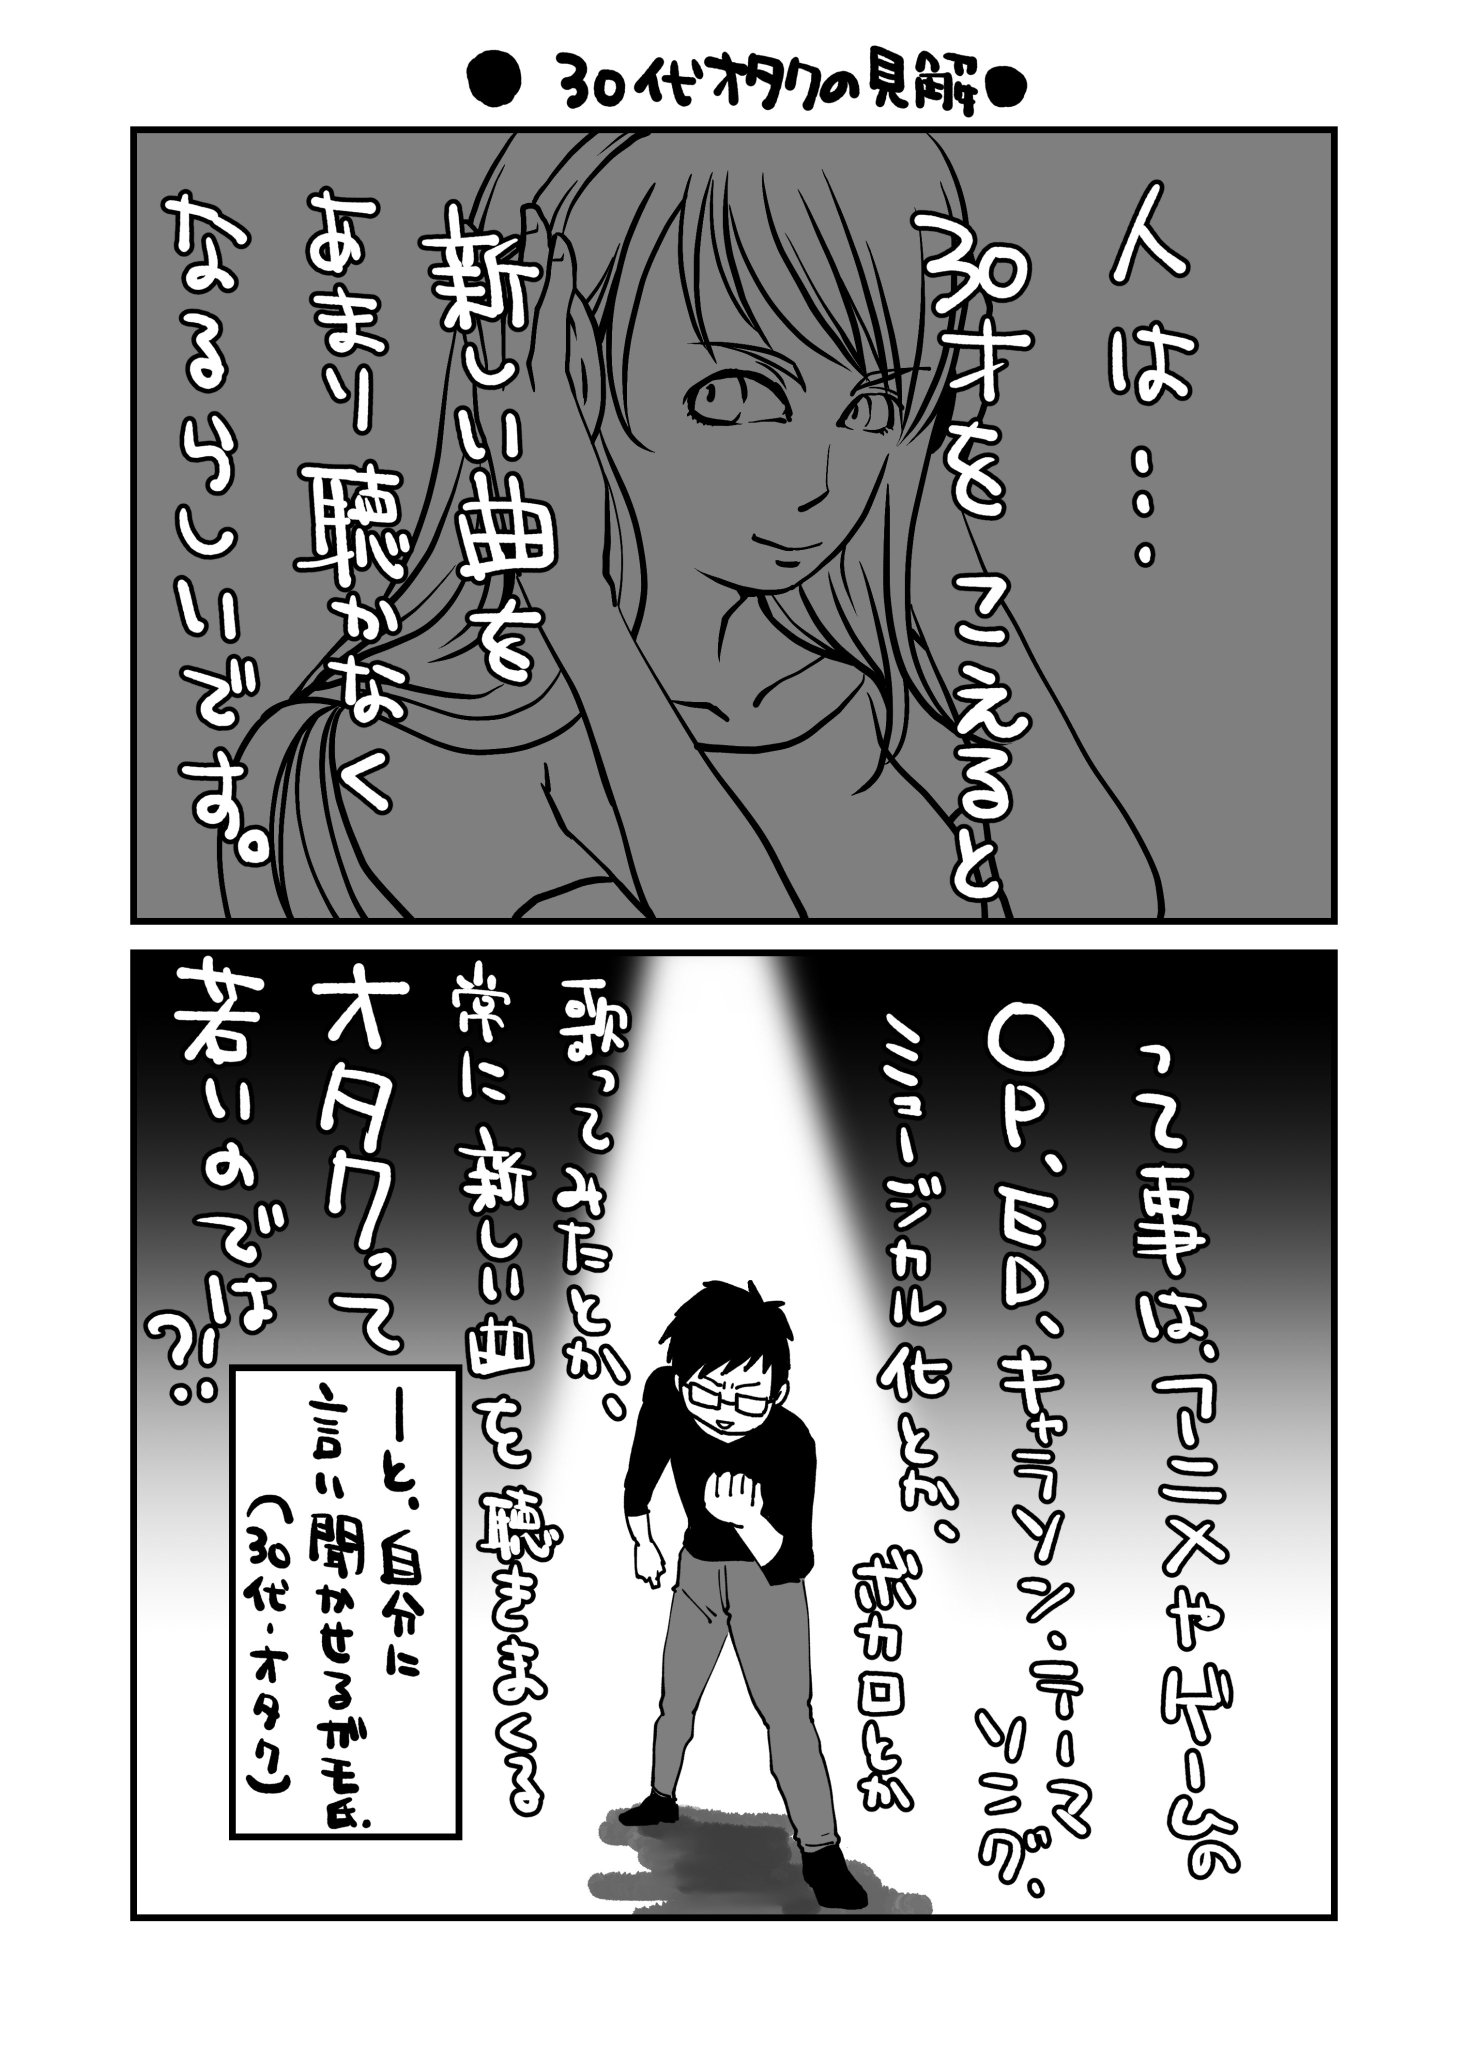 ●30代オタクの見解●
人は・・・
30才をこえると
新しい曲を
あまり聴かなく
なるらしいです。
って事は、アニメやゲームの
OP、ED、キャラソン・テーマ
ソング、
ミュージカル化とか、ボカロとか
歌ってみたとか、
常に新しい曲を聴きまくる
オタクって
若いのでは?!
ーと、自分に
言い聞かせるガモ氏.
(30代・オタク)